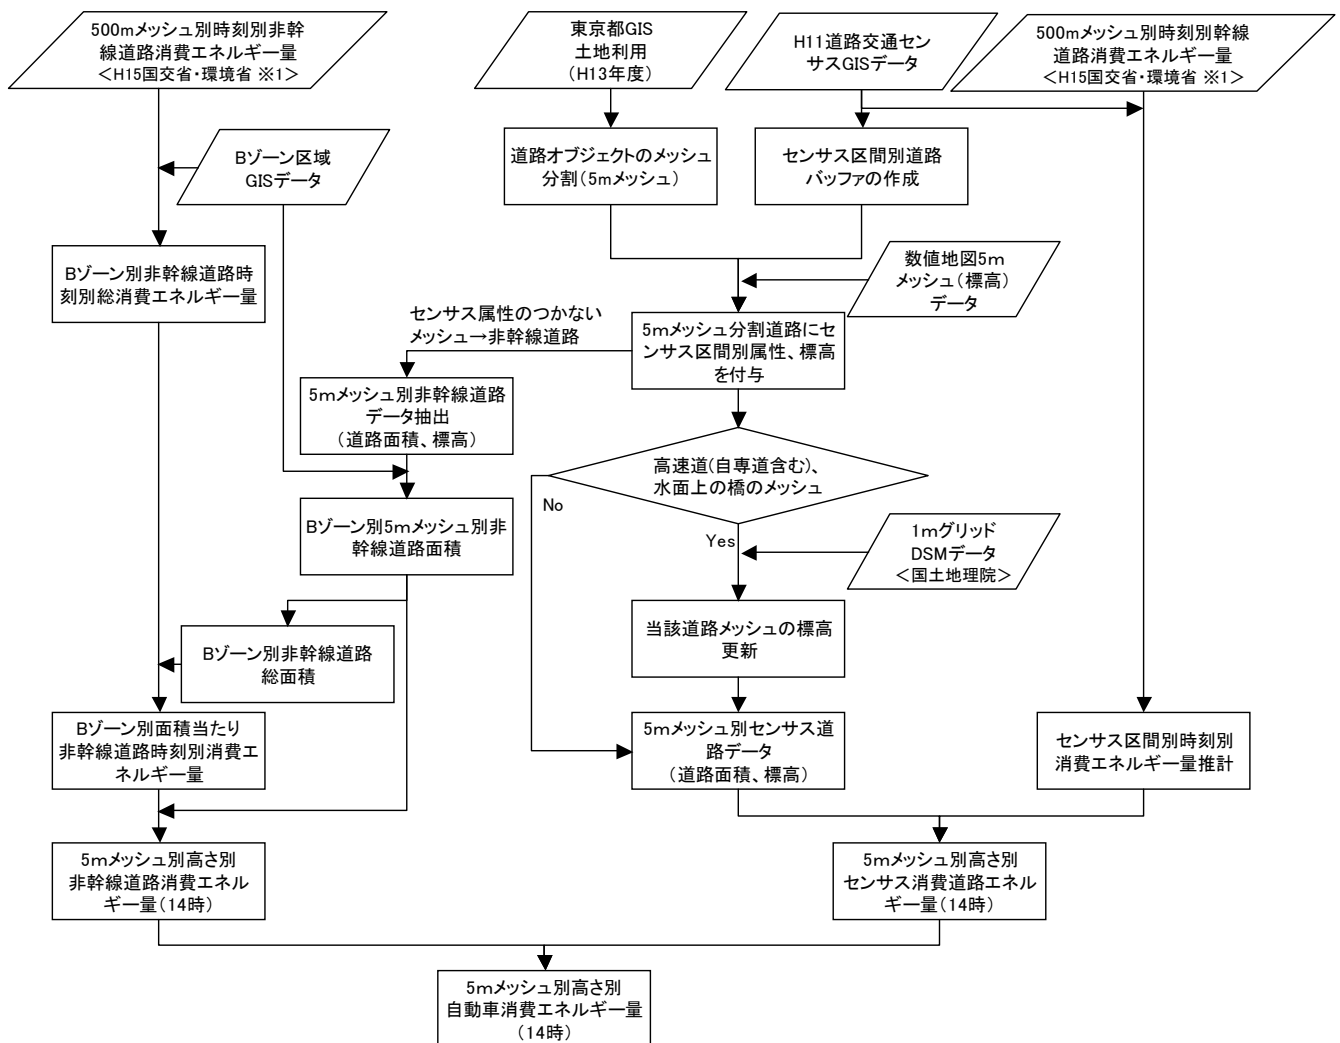 500mメッシュ別時刻別非幹
線道路消費エネルギー量
＜H15国交省・環境省 ※1＞
東京都GIS
土地利用
（H13年度）
H11道路交通セン
サスGISデータ
500mメッシュ別時刻別幹線
道路消費エネルギー量
＜H15国交省・環境省 ※1＞
Bゾーン区域
GISデータ
道路オブジェクトのメッシュ
分割（5mメッシュ）
センサス区間別道路
バッファの作成
Bゾーン別非幹線道路時
刻別総消費エネルギー量
数値地図5m
メッシュ（標高）
データ
センサス属性のつかない
メッシュ→非幹線道路
5mメッシュ分割道路にセ
ンサス区間別属性、標高
を付与
5mメッシュ別非幹線道路
データ抽出
（道路面積、標高）
高速道(自専道含む)、
水面上の橋のメッシュ
No
Yes
Bゾーン別5mメッシュ別非
幹線道路面積
1mグリッド
DSMデータ
＜国土地理院＞
Bゾーン別非幹線道路
総面積
当該道路メッシュの標高
更新
Bゾーン別面積当たり
非幹線道路時刻別消費エ
ネルギー量
5mメッシュ別センサス道
路データ
（道路面積、標高）
センサス区間別時刻別
消費エネルギー量推計
5mメッシュ別高さ別
非幹線道路消費エネル
ギー量（14時）
5mメッシュ別高さ別
センサス消費道路エネル
ギー量（14時）
5mメッシュ別高さ別
自動車消費エネルギー量
（14時）